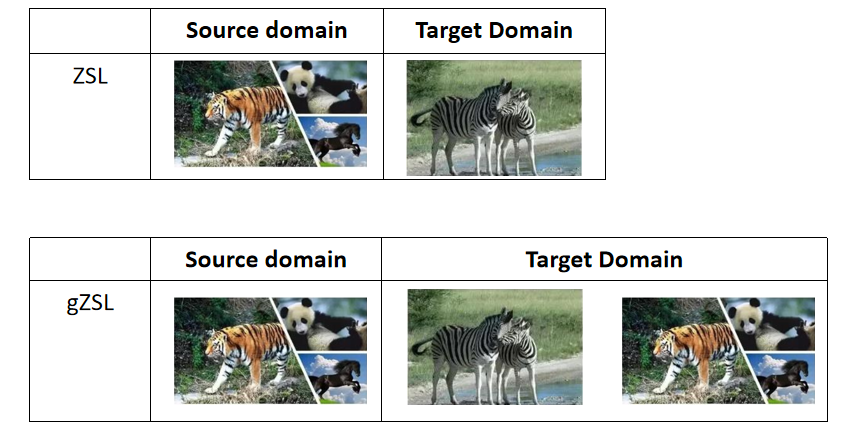 Source domain Target Domain
ZSL
Source domain Target Domain
gZSL